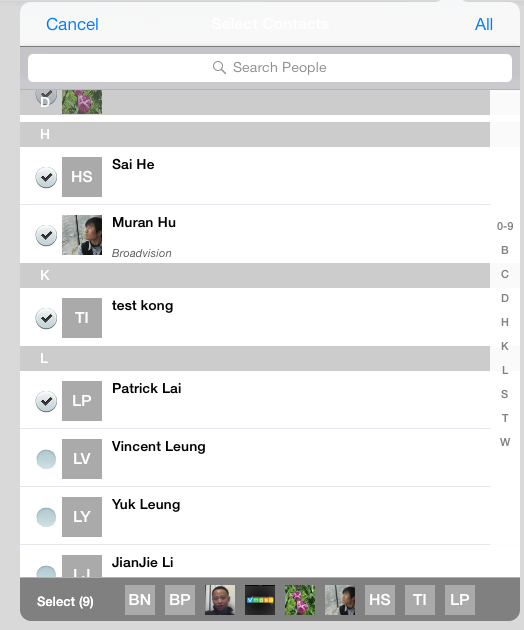 Cancel Select Contacts All
Search People
D
H
HS Sai He
Muran Hu
Broadvision
K
TI test kong
L
LP Patrick Lai
LV Vincent Leung
LY Yuk Leung
LJ JianJie Li
0-9
B
C
D
H
K
L
S
T
W
Select (9) BN BP HS TI LP